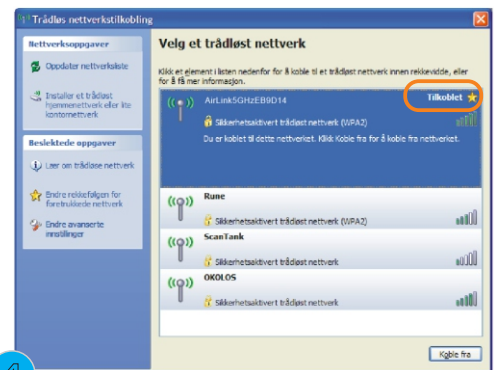 Trådløs nettverkstilkobling
Nettverksoppgaver
Oppdater nettverksliste
Installer et trådløst
hjemmenettverk eller lite
kontornettverk
Beslektede oppgaver
Lær om trådløse nettverk
Endre rekkefølgen for
foretrukkede nettverk
Endre avanserte
innstillinger
Velg et trådløst nettverk
Klikk et element i listen nedenfor for å koble til et trådløst nettverk innen rekkevidde, eller
for å få mer informasjon.
AirLink5GHzEB9D14
Tilkoblet
Sikkerhetsaktivert trådløst nettverk (WPA2)
Du er koblet til dette nettverket. Klikk Koble fra for å koble fra nettverket.
Rune
Sikkerhetsaktivert trådløst nettverk (WPA2)
ScanTank
Sikkerhetsaktivert trådløst nettverk
OKOLOS
Sikkerhetsaktivert trådløst nettverk
Koble fra